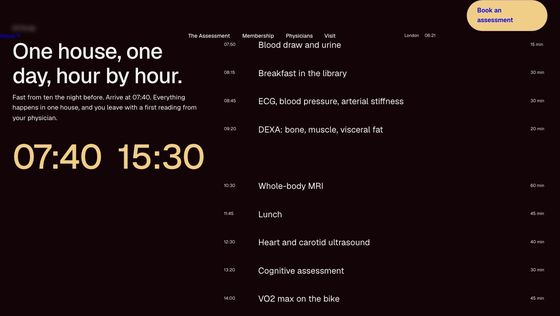 Book an
assessment
The Assessment Membership Physicians Visit
London 06:21
One house, one
day, hour by hour.
Fast from ten the night before. Arrive at 07:40. Everything
happens in one house, and you leave with a first reading from
your physician.
07:40 15:30
07:50 Blood draw and urine 15 min
08:15 Breakfast in the library 30 min
08:45 ECG, blood pressure, arterial stiffness 30 min
09:20 DEXA: bone, muscle, visceral fat 20 min
10:30 Whole-body MRI 60 min
11:45 Lunch 45 min
12:30 Heart and carotid ultrasound 40 min
13:20 Cognitive assessment 30 min
14:00 VO2 max on the bike 45 min